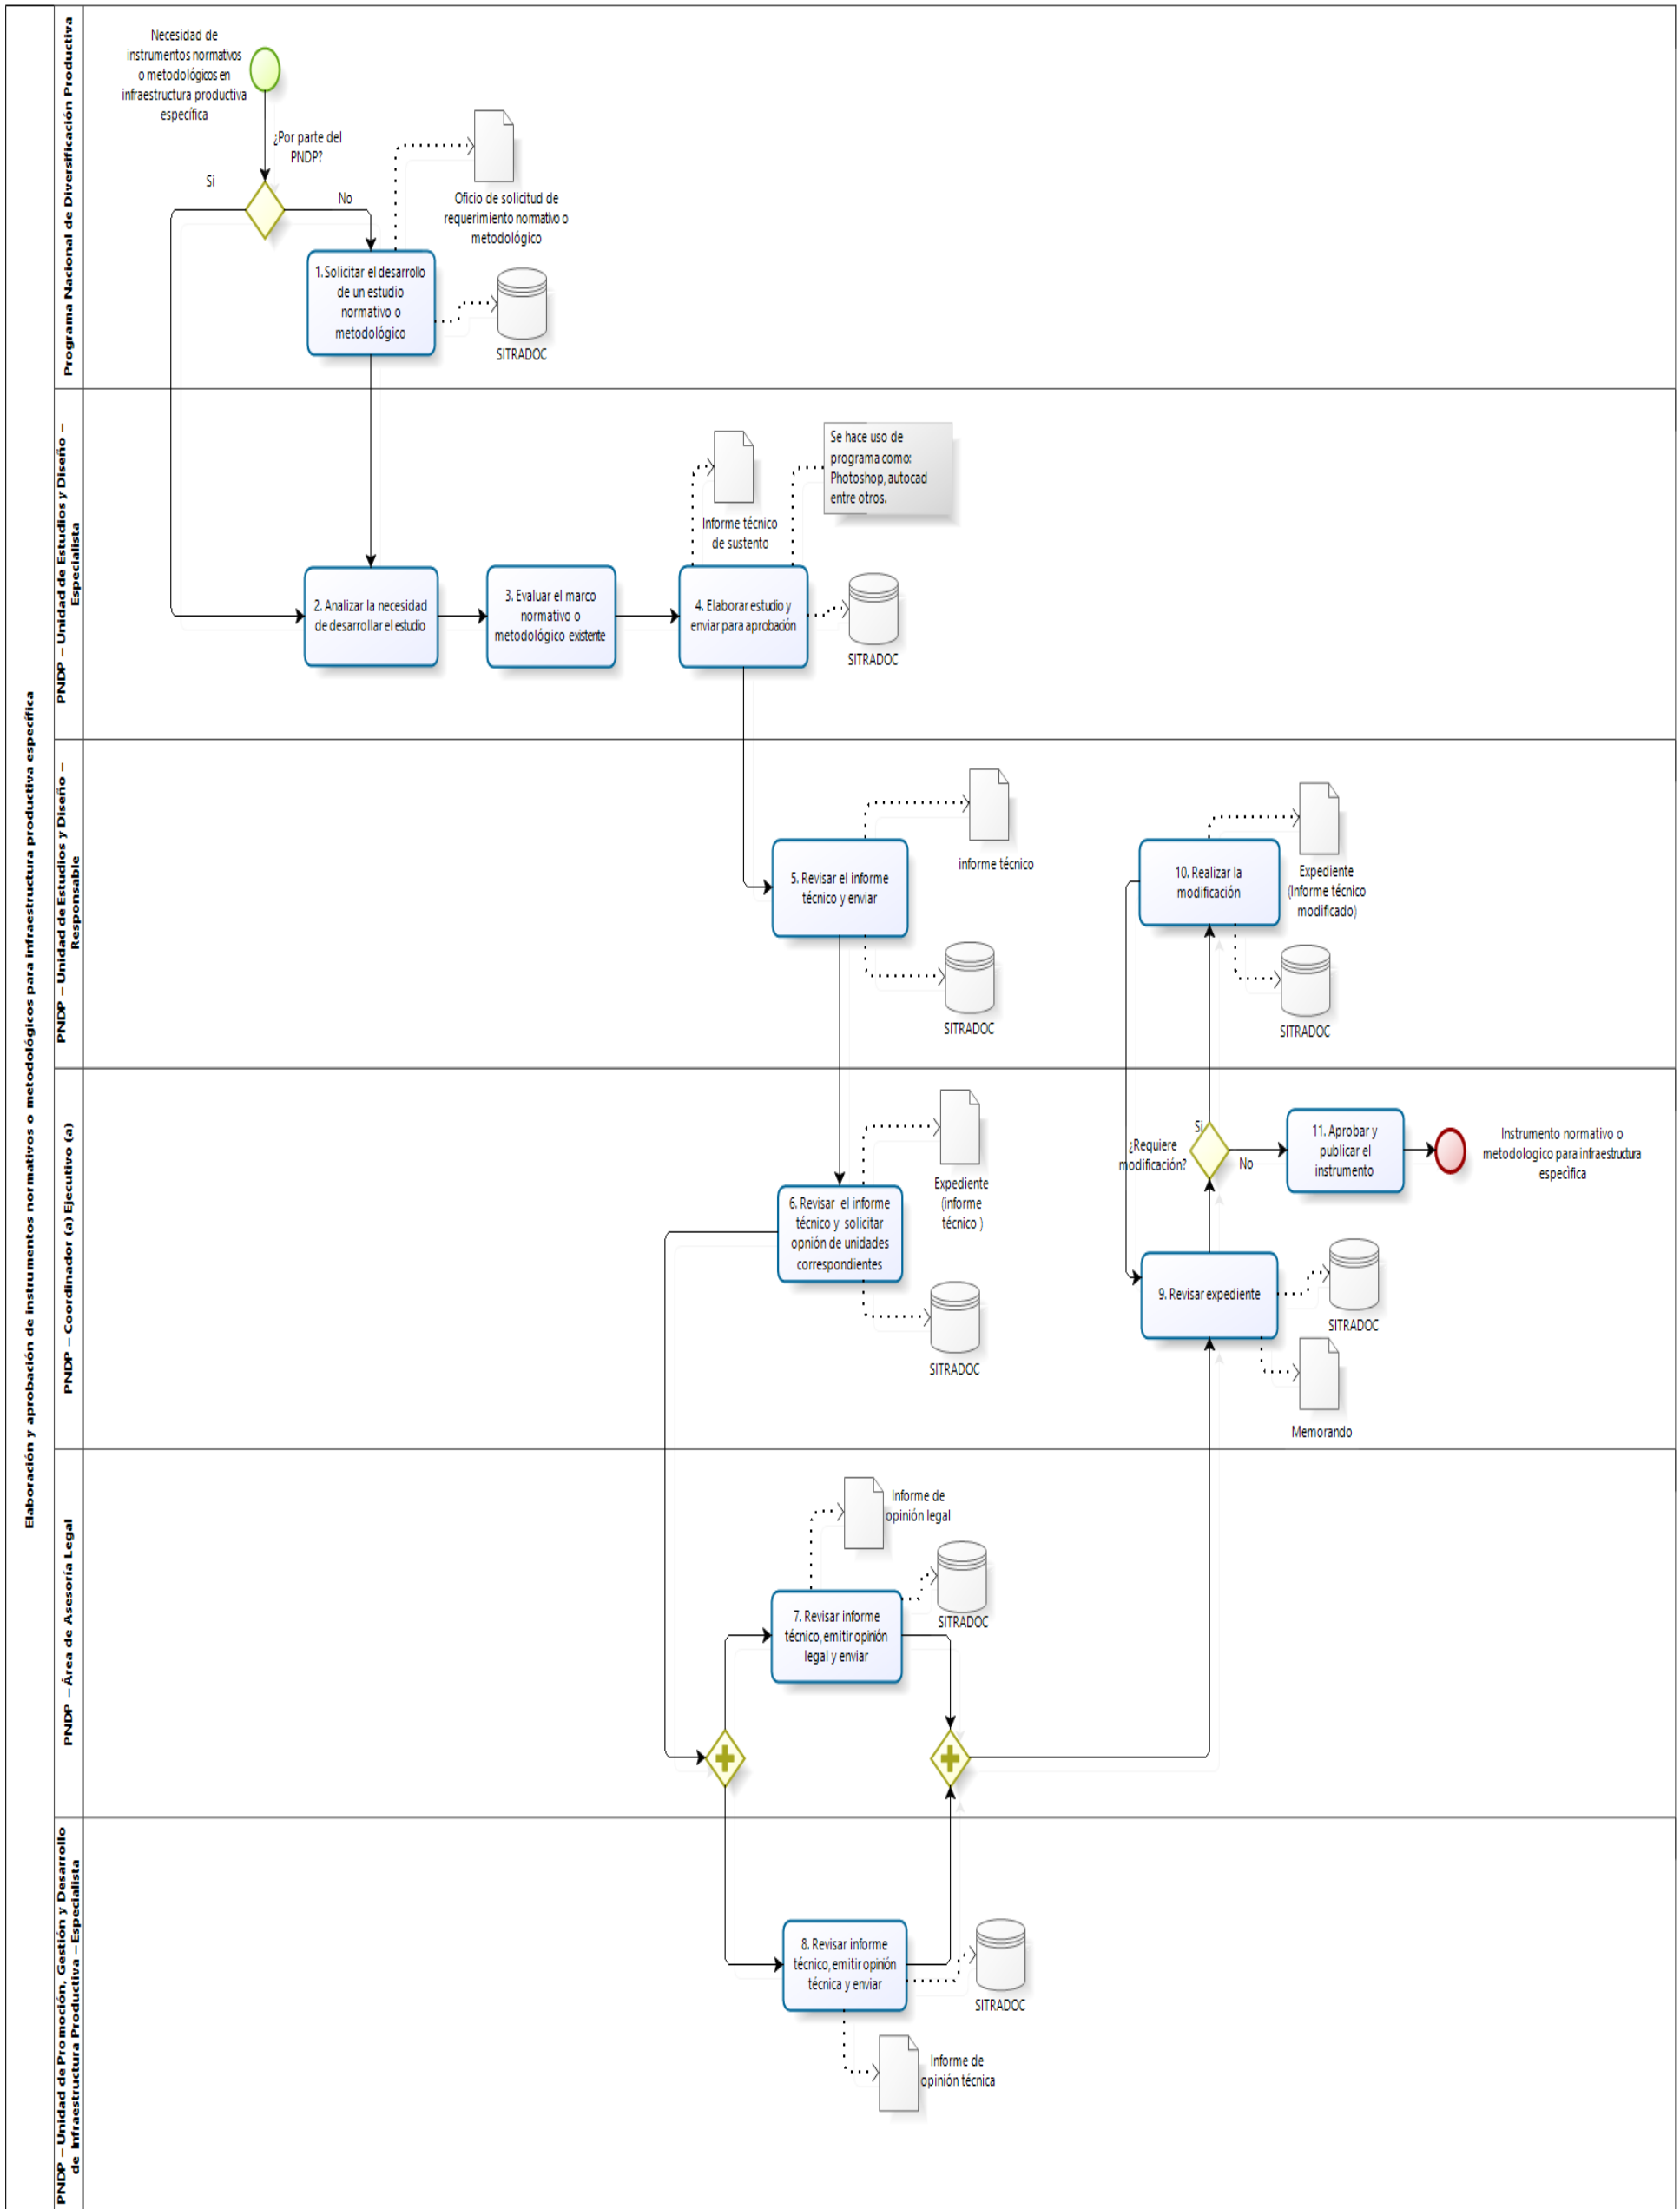 Elaboración y aprobación de instrumentos normativos o metodológicos para infraestructura productiva específica
Programa Nacional de Diversificación Productiva
Necesidad de
instrumentos normativos
o metodológicos en
infraestructura productiva
específica
¿Por parte del
PNDP?
Si
No
Oficio de solicitud de
requerimiento normativo o
metodológico
1. Solicitar el desarrollo
de un estudio
normativo o
metodológico
SITRADOC
PNDP – Unidad de Estudios y Diseño –
Especialista
Se hace uso de
programa como:
Photoshop, autocad
entre otros.
Informe técnico
de sustento
2. Analizar la necesidad
de desarrollar el estudio
3. Evaluar el marco
normativo o
metodológico existente
4. Elaborar estudio y
enviar para aprobación
SITRADOC
PNDP – Unidad de Estudios y Diseño –
Responsable
informe técnico
5. Revisar el informe
técnico y enviar
SITRADOC
10. Realizar la
modificación
Expediente
(Informe técnico
modificado)
SITRADOC
PNDP – Coordinador (a) Ejecutivo (a)
Expediente
(informe
técnico )
6. Revisar el informe
técnico y solicitar
opnión de unidades
correspondientes
SITRADOC
¿Requiere
modificación?
Si
No
11. Aprobar y
publicar el
instrumento
Instrumento normativo o
metodologico para infraestructura
especìfica
9. Revisar expediente
SITRADOC
Memorando
PNDP – Área de Asesoría Legal
Informe de
opinión legal
7. Revisar informe
técnico, emitir opinión
legal y enviar
SITRADOC
PNDP – Unidad de Promoción, Gestión y Desarrollo
de Infraestructura Productiva – Especialista
8. Revisar informe
técnico, emitir opinión
técnica y enviar
SITRADOC
Informe de
opinión técnica